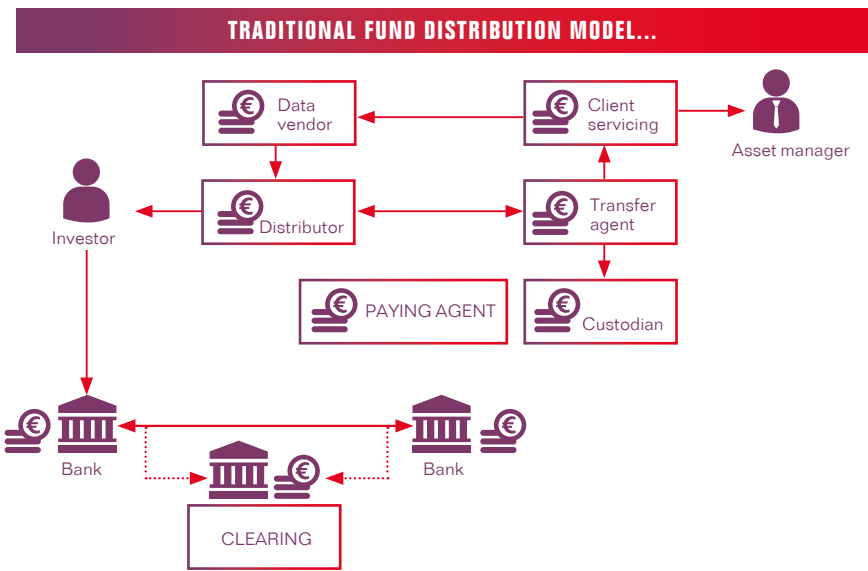 TRADITIONAL FUND DISTRIBUTION MODEL...
Data
vendor
Client
servicing
Asset manager
Investor
Distributor
Transfer
agent
PAYING AGENT
Custodian
Bank
Bank
CLEARING